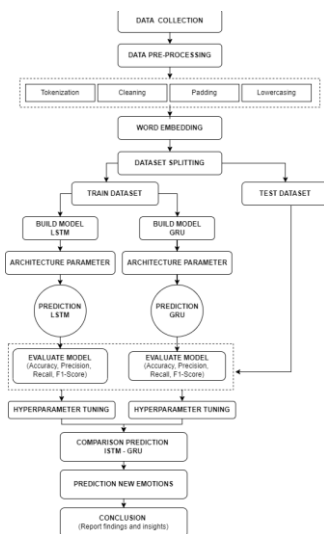 DATA COLLECTION
DATA PRE-PROCESSING
Tokenization
Cleaning
Padding
Lowercasing
WORD EMBEDDING
DATASET SPLITTING
TRAIN DATASET
TEST DATASET
BUILD MODEL
LSTM
BUILD MODEL
GRU
ARCHITECTURE PARAMETER
ARCHITECTURE PARAMETER
PREDICTION
LSTM
PREDICTION
GRU
EVALUATE MODEL
(Accuracy, Precision,
Recall, F1-Score)
EVALUATE MODEL
(Accuracy, Precision,
Recall, F1-Score)
HYPERPARAMETER TUNING
HYPERPARAMETER TUNING
COMPARISON PREDICTION
lSTM - GRU
PREDICTION NEW EMOTIONS
CONCLUSION
(Report findings and insights)